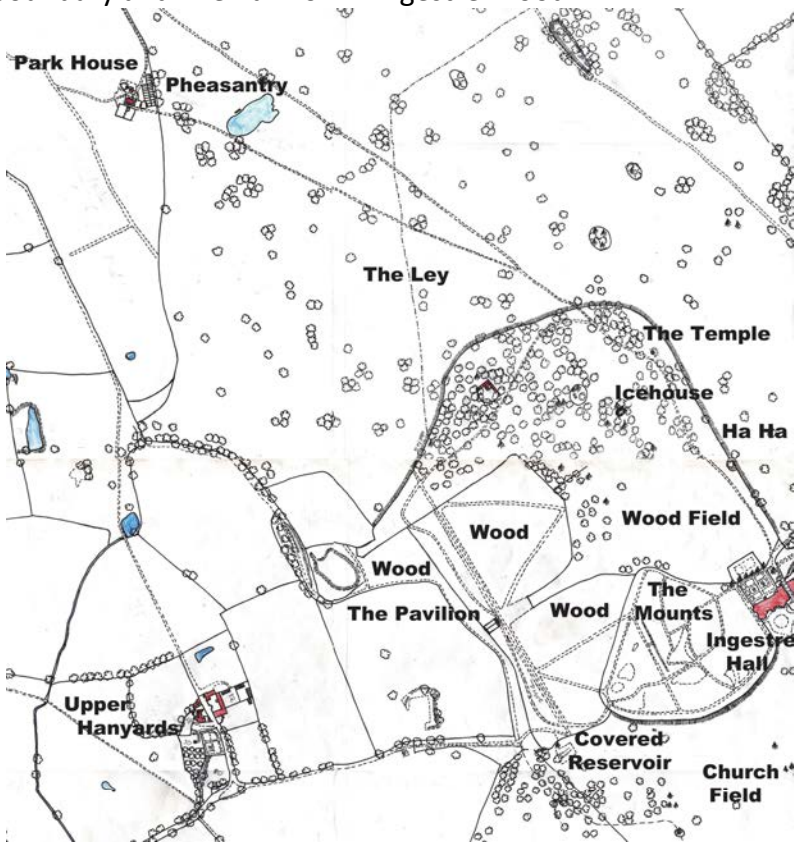 Park House
Pheasantry
The Ley
The Temple
Icehouse
Ha Ha
Wood
Wood Field
Wood
The Pavilion
Wood
The
Mounts
Ingestre
Hall
Upper
Hanyards
Covered
Reservoir
Church
Field